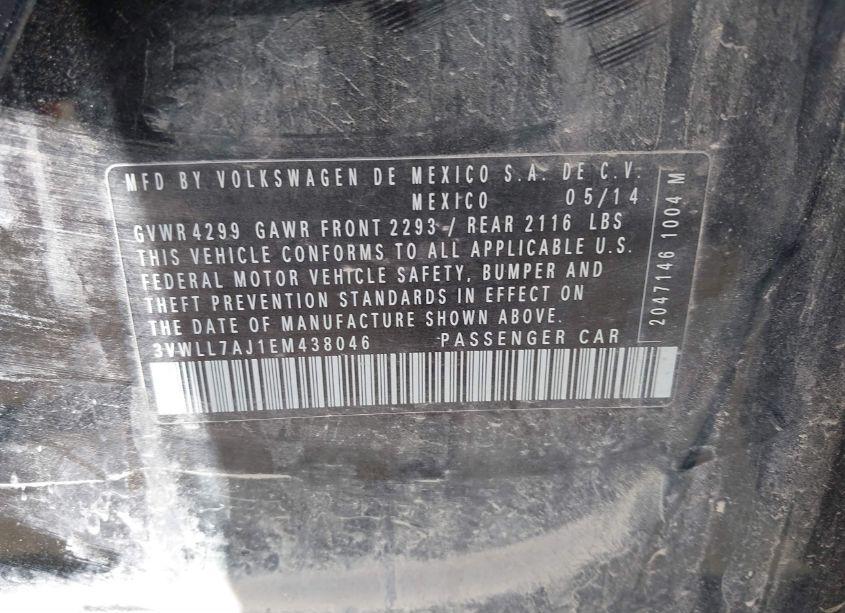 MFD BY VOLKSWAGEN DE MEXICO S.A. DE C.V.
MEXICO 05/14
GVWR 4299 GAWR FRONT 2293 / REAR 2116 LBS
THIS VEHICLE CONFORMS TO ALL APPLICABLE U.S.
FEDERAL MOTOR VEHICLE SAFETY, BUMPER AND
THEFT PREVENTION STANDARDS IN EFFECT ON
THE DATE OF MANUFACTURE SHOWN ABOVE.
3VWLL7AJ1EM438046 PASSENGER CAR
2047146 1004 M